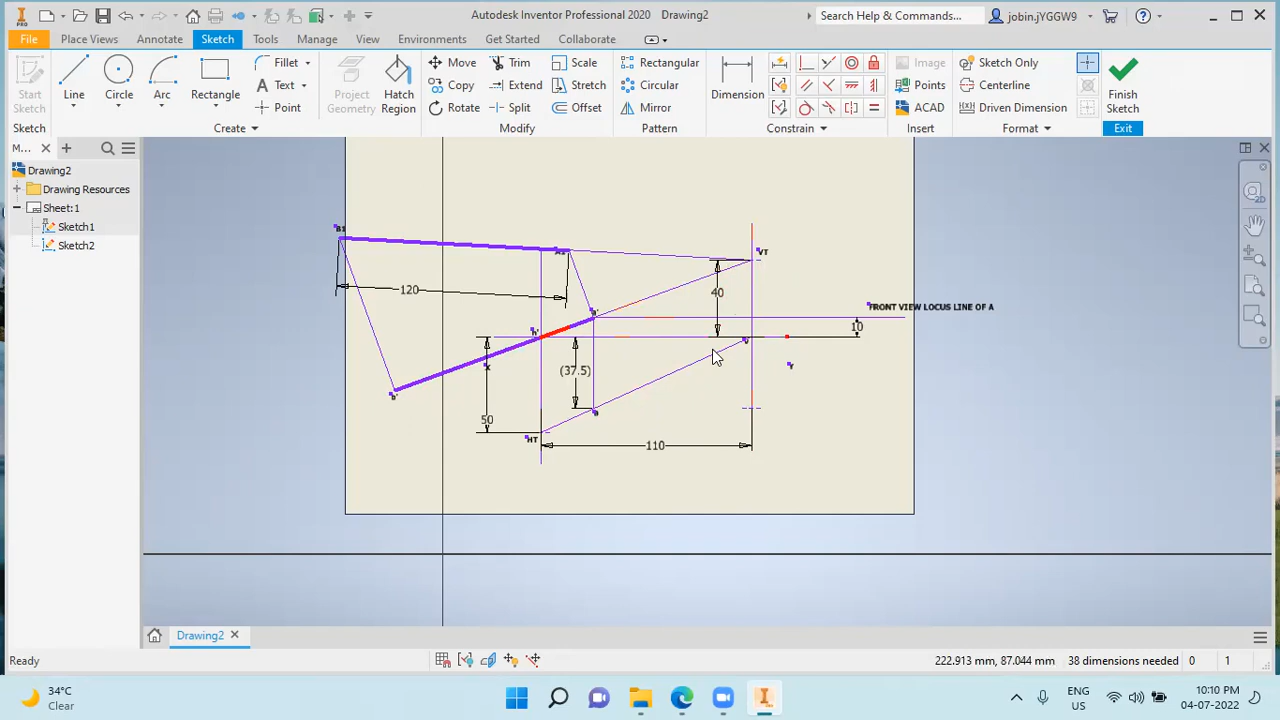 Autodesk Inventor Professional 2020 Drawing2
Search Help & Commands...
jobin.jYGGW9
File
Place Views
Annotate
Sketch
Tools
Manage
View
Environments
Get Started
Collaborate
Start
Sketch
Line
Circle
Arc
Rectangle
Fillet
Text
Point
Project
Geometry
Hatch
Region
Move
Copy
Rotate
Trim
Extend
Split
Scale
Stretch
Offset
Rectangular
Circular
Mirror
Dimension
Image
Points
ACAD
Sketch Only
Centerline
Driven Dimension
Finish
Sketch
Sketch
Create
Modify
Pattern
Constrain
Insert
Format
Exit
M...
Drawing2
Drawing Resources
Sheet:1
Sketch1
Sketch2
B1
A1
VT
120
40
FRONT VIEW LOCUS LINE OF A
a'
10
h'
v
(37.5)
x
Y
b'
50
HT
110
Drawing2
Ready
222.913 mm, 87.044 mm
38 dimensions needed
0
1
34°C
Clear
ENG
US
10:10 PM
04-07-2022